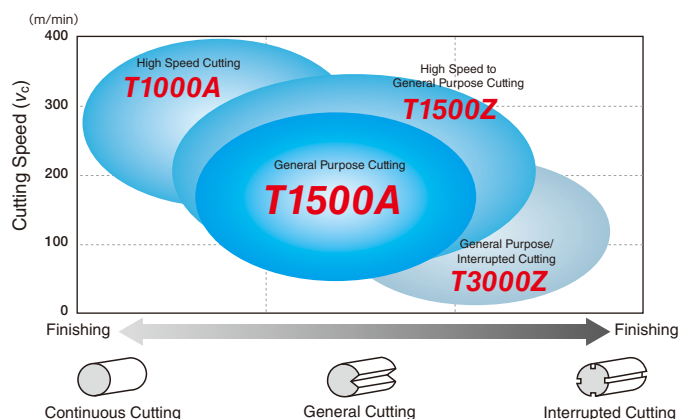 (m/min)
400
300
200
100
0
Cutting Speed (vc)
High Speed Cutting
T1000A
High Speed to
General Purpose Cutting
T1500Z
General Purpose Cutting
T1500A
General Purpose/
Interrupted Cutting
T3000Z
Finishing
Finishing
Continuous Cutting
General Cutting
Interrupted Cutting